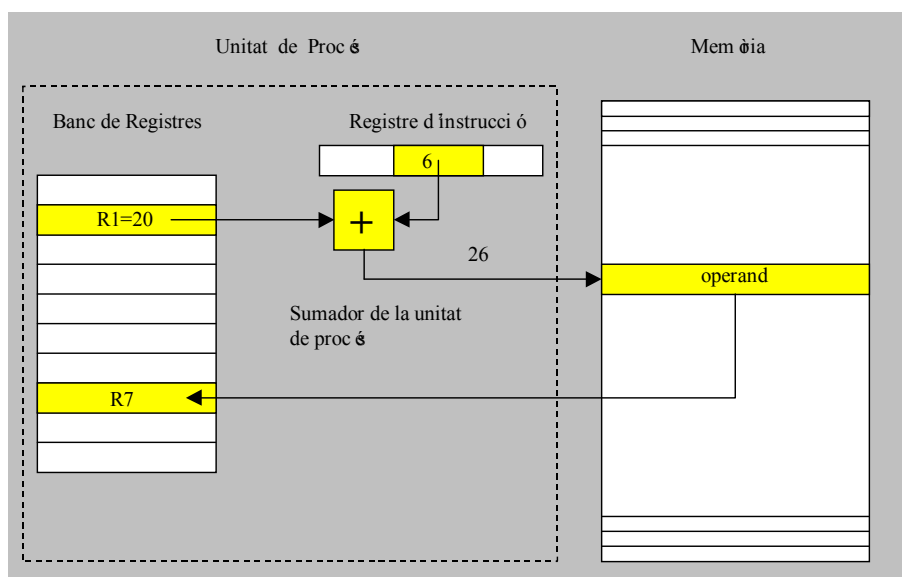 Unitat de Procés
Memòria
Banc de Registres
Registre d'instrucció
6
R1=20
+
26
operand
Sumador de la unitat
de procés
R7